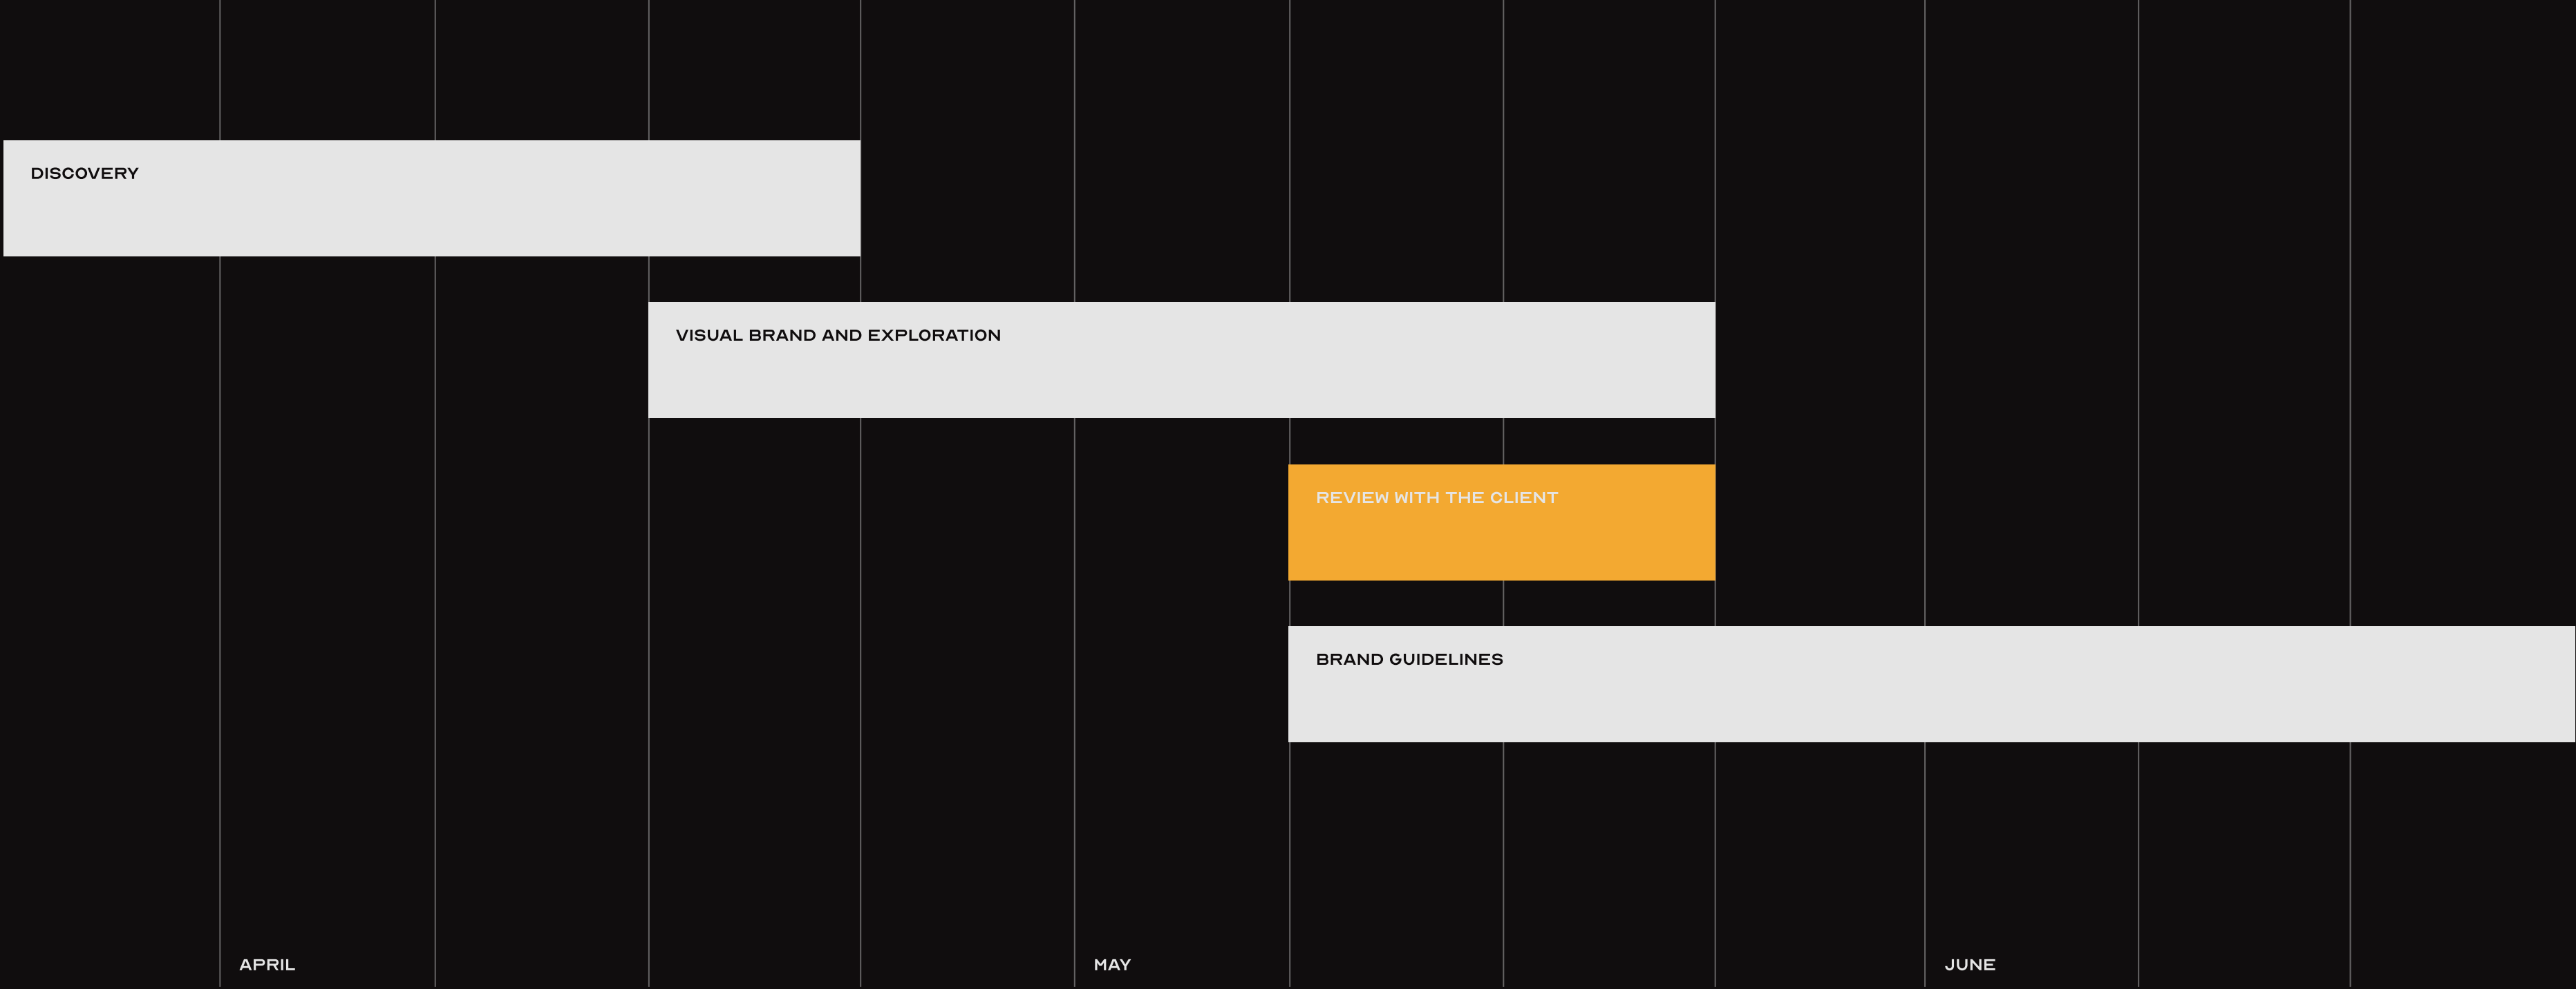 DISCOVERY
VISUAL BRAND AND EXPLORATION
REVIEW WITH THE CLIENT
BRAND GUIDELINES
APRIL
MAY
JUNE